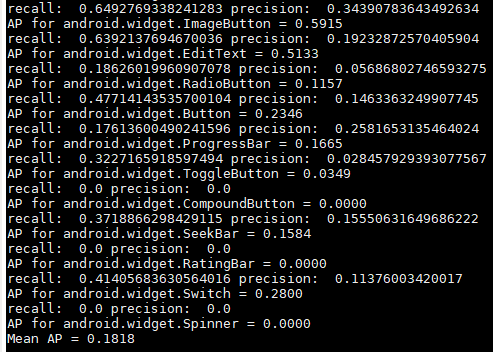 recall:  0.6492769338241283 precision:  0.34390783643492634
AP for android.widget.ImageButton = 0.5915
recall:  0.6392137694670036 precision:  0.19232872570405904
AP for android.widget.EditText = 0.5133
recall:  0.18626019960907078 precision:  0.05686802746593275
AP for android.widget.RadioButton = 0.1157
recall:  0.47714143535700104 precision:  0.1463363249907745
AP for android.widget.Button = 0.2346
recall:  0.17613600490241596 precision:  0.2581653135464024
AP for android.widget.ProgressBar = 0.1665
recall:  0.3227165918597494 precision:  0.028457929393077567
AP for android.widget.ToggleButton = 0.0349
recall:  0.0 precision:  0.0
AP for android.widget.CompoundButton = 0.0000
recall:  0.3718866298429115 precision:  0.15550631649686222
AP for android.widget.SeekBar = 0.1584
recall:  0.0 precision:  0.0
AP for android.widget.RatingBar = 0.0000
recall:  0.41405683630564016 precision:  0.11376003420017
AP for android.widget.Switch = 0.2800
recall:  0.0 precision:  0.0
AP for android.widget.Spinner = 0.0000
Mean AP = 0.1818